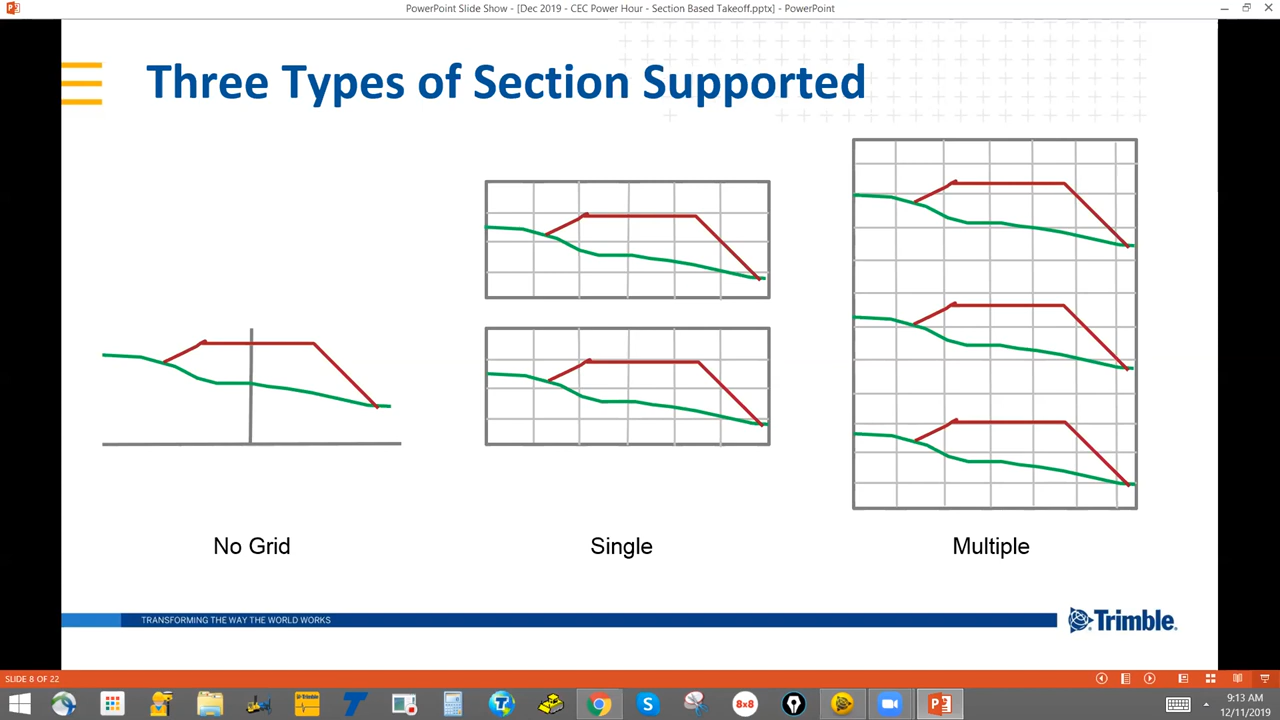 PowerPoint Slide Show - [Dec 2019 - CEC Power Hour - Section Based Takeoff.pptx] - PowerPoint
Three Types of Section Supported
No Grid
Single
Multiple
TRANSFORMING THE WAY THE WORLD WORKS
Trimble
SLIDE 8 OF 22
8x8
9:13 AM
12/11/2019